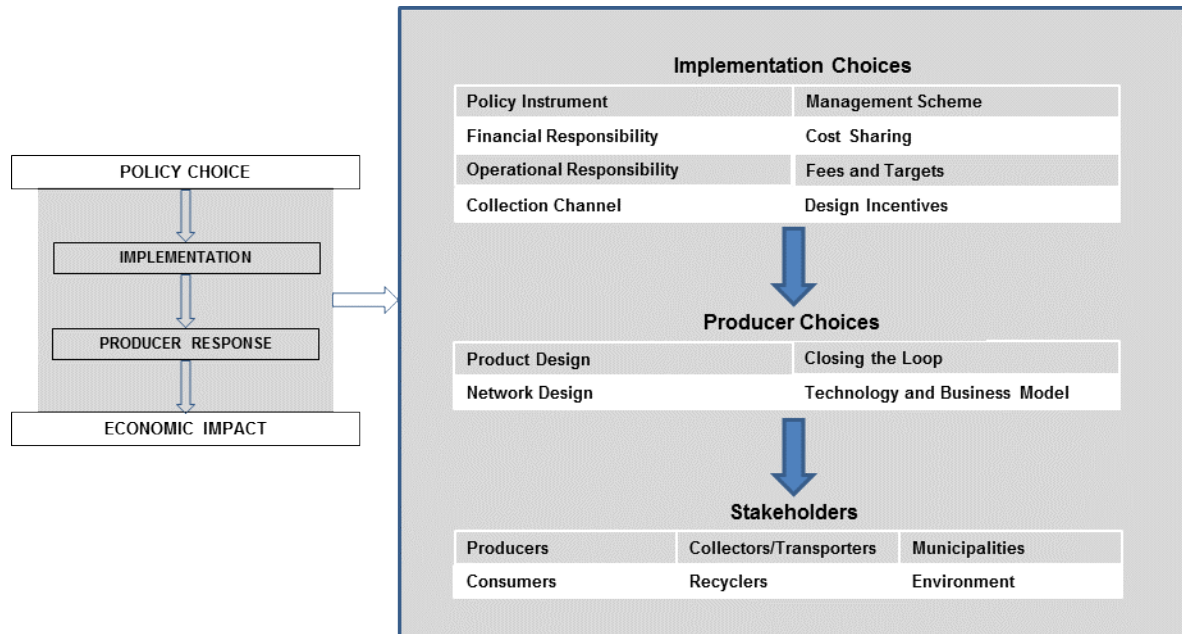 POLICY CHOICE
IMPLEMENTATION
PRODUCER RESPONSE
ECONOMIC IMPACT
Implementation Choices
Policy Instrument Management Scheme
Financial Responsibility Cost Sharing
Operational Responsibility Fees and Targets
Collection Channel Design Incentives
Producer Choices
Product Design Closing the Loop
Network Design Technology and Business Model
Stakeholders
Producers Collectors/Transporters Municipalities
Consumers Recyclers Environment